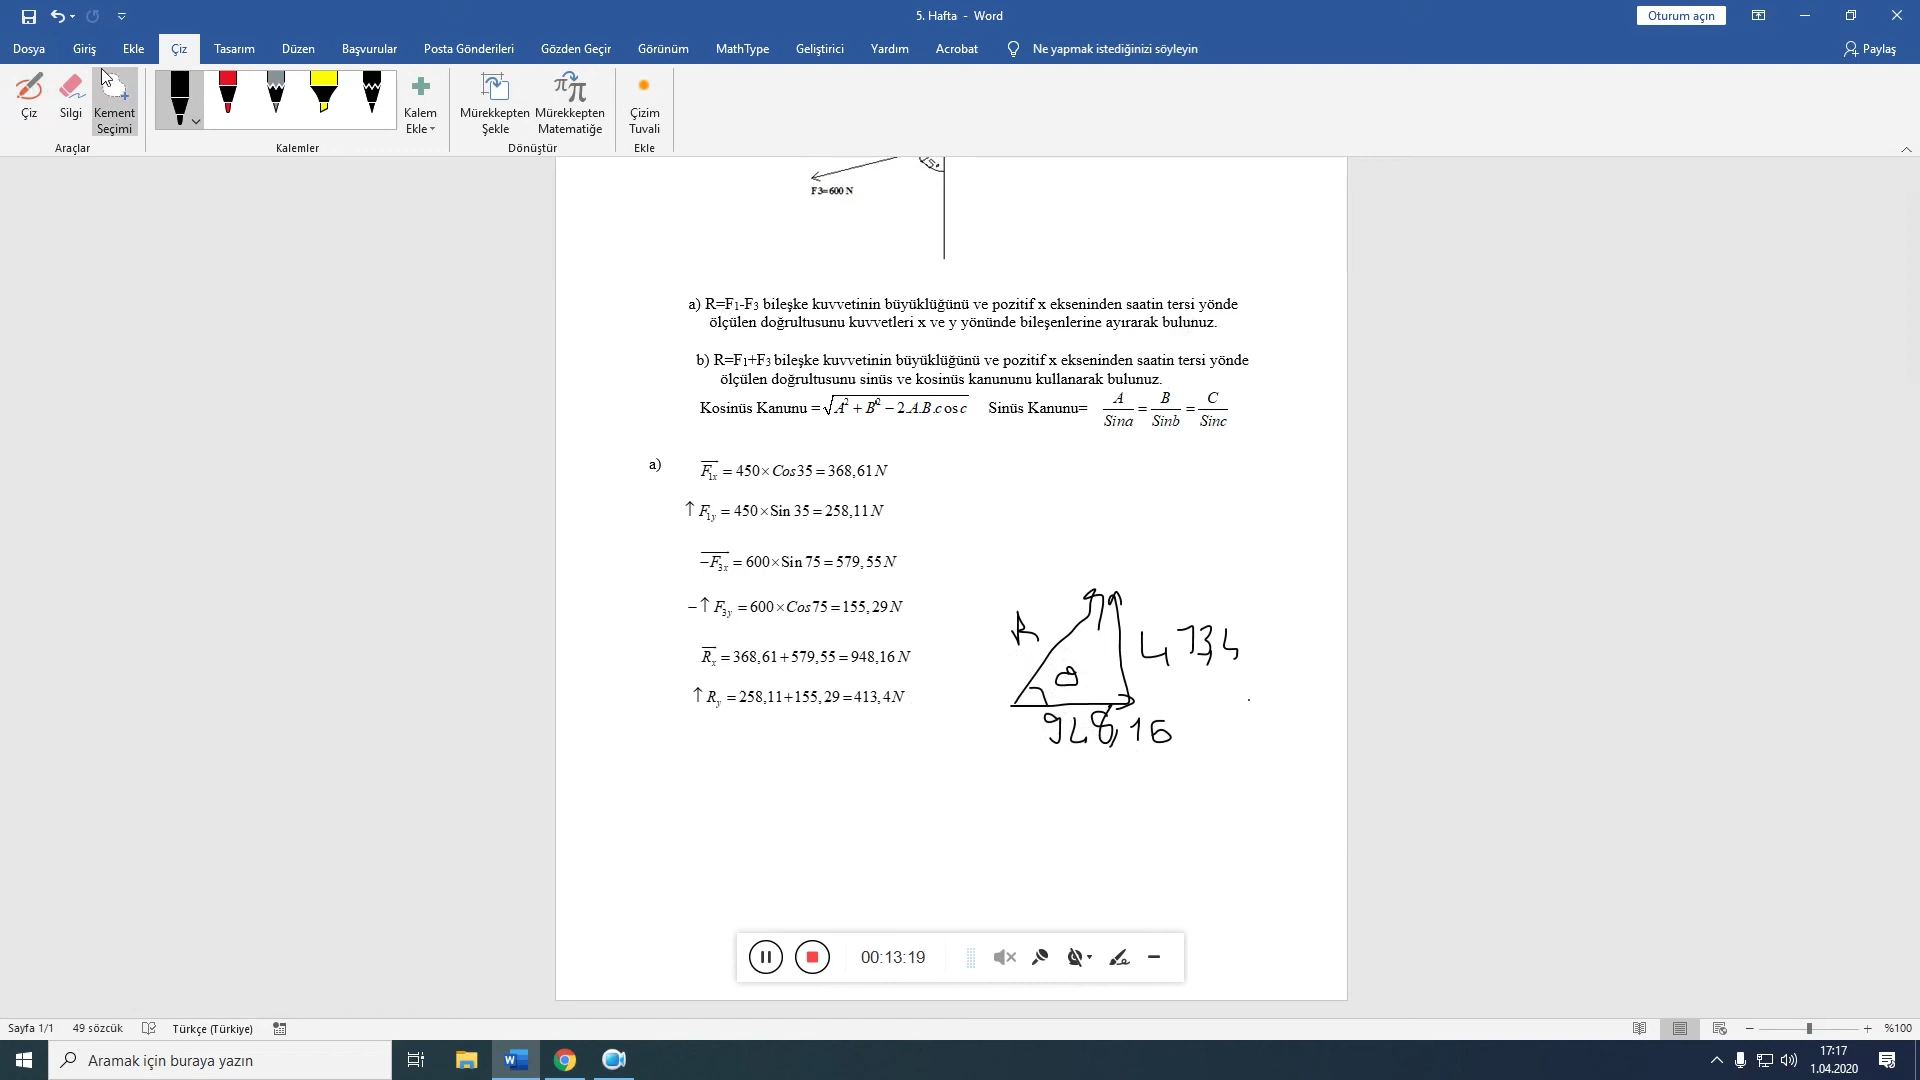 5. Hafta - Word
Oturum açın
Dosya Giriş Ekle Çiz Tasarım Düzen Başvurular Posta Gönderileri Gözden Geçir Görünüm MathType Geliştirici Yardım Acrobat Ne yapmak istediğinizi söyleyin Paylaş
Çiz Silgi Kement Seçimi
Kalem Ekle
Mürekkepten Şekle
Mürekkepten Matematiğe
Çizim Tuvali
Araçlar Kalemler Dönüştür Ekle
F3=600 N
a) R=F1-F3 bileşke kuvvetinin büyüklüğünü ve pozitif x ekseninden saatin tersi yönde
ölçülen doğrultusunu kuvvetleri x ve y yönünde bileşenlerine ayırarak bulunuz.
b) R=F1+F3 bileşke kuvvetinin büyüklüğünü ve pozitif x ekseninden saatin tersi yönde
ölçülen doğrultusunu sinüs ve kosinüs kanununu kullanarak bulunuz.
Kosinüs Kanunu = √A² + B² − 2.A.B.cosc Sinüs Kanunu= A/Sina = B/Sinb = C/Sinc
a) F1x = 450×Cos35 = 368,61N
↑ F1y = 450×Sin 35 = 258,11N
−F3x = 600×Sin 75 = 579,55N
−↑ F3y = 600×Cos75 = 155,29N
Rx = 368,61+579,55 = 948,16N
↑ Ry = 258,11+155,29 = 413,4N
R
θ
948,16
00:13:19
Sayfa 1/1 49 sözcük Türkçe (Türkiye) %100
Aramak için buraya yazın
17:17
1.04.2020